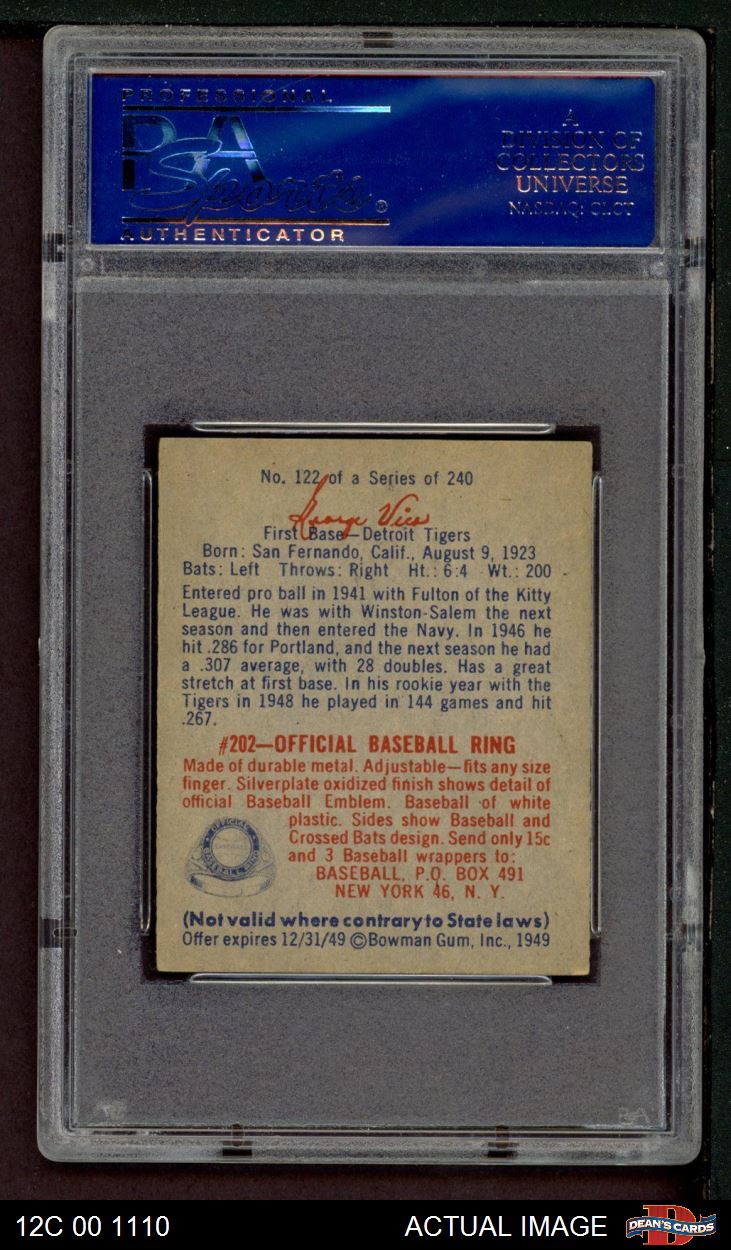 PROFESSIONAL
PSA
Sports ®
AUTHENTICATOR
A
DIVISION OF
COLLECTORS
UNIVERSE
NASDAQ: CLCT
No. 122 of a Series of 240
George Vico
First Base—Detroit Tigers
Born: San Fernando, Calif., August 9, 1923
Bats: Left Throws: Right Ht.: 6:4 Wt.: 200
Entered pro ball in 1941 with Fulton of the Kitty
League. He was with Winston-Salem the next
season and then entered the Navy. In 1946 he
hit .286 for Portland, and the next season he had
a .307 average, with 28 doubles. Has a great
stretch at first base. In his rookie year with the
Tigers in 1948 he played in 144 games and hit
.267.
#202—OFFICIAL BASEBALL RING
Made of durable metal. Adjustable—fits any size
finger. Silverplate oxidized finish shows detail of
official Baseball Emblem. Baseball of white
plastic. Sides show Baseball and
Crossed Bats design. Send only 15c
and 3 Baseball wrappers to:
BASEBALL, P.O. BOX 491
NEW YORK 46, N. Y.
OFFICIAL
BASEBALL RING
(Not valid where contrary to State laws)
Offer expires 12/31/49 ©Bowman Gum, Inc., 1949
12C 00 1110
ACTUAL IMAGE
DEAN'S CARDS